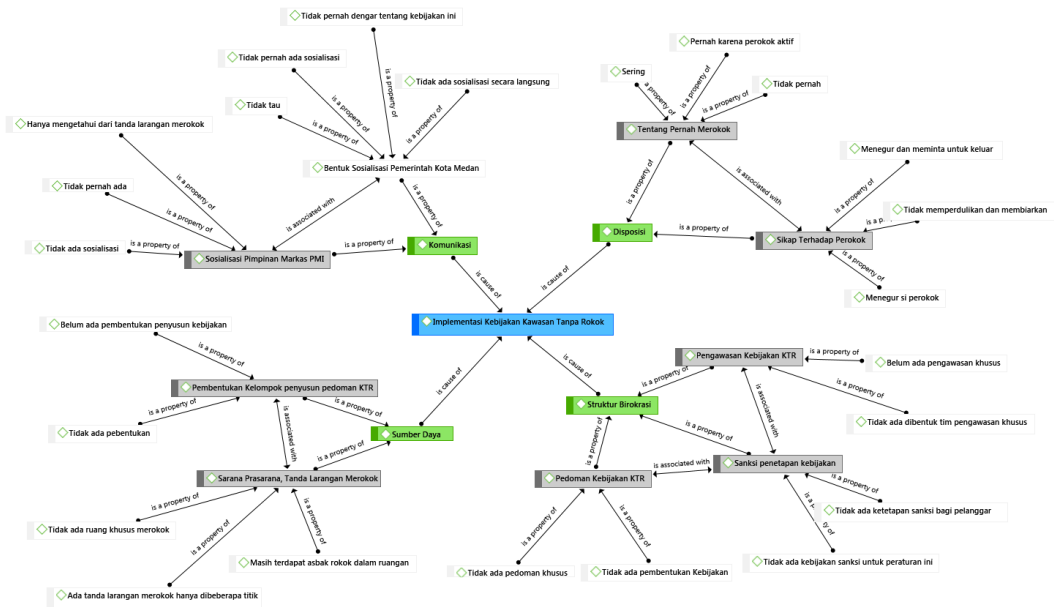 Tidak pernah dengar tentang kebijakan ini
is a property of
Tidak pernah ada sosialisasi
is a property of
Tidak ada sosialisasi secara langsung
is a property of
Tidak tau
is a property of
Hanya mengetahui dari tanda larangan merokok
is a property of
Bentuk Sosialisasi Pemerintah Kota Medan
is a property of
is associated with
Tidak pernah ada
is a property of
Tidak ada sosialisasi
is a property of
Sosialisasi Pimpinan Markas PMI
is a property of
Komunikasi
is cause of
Pernah karena perokok aktif
is a property of
Sering
a property of
Tidak pernah
is a property of
Tentang Pernah Merokok
is a property of
is associated with
Menegur dan meminta untuk keluar
is a property of
Tidak memperdulikan dan membiarkan
is a p
of
Disposisi
is a property of
Sikap Terhadap Perokok
is a property of
Menegur si perokok
is cause of
Implementasi Kebijakan Kawasan Tanpa Rokok
Belum ada pembentukan penyusun kebijakan
is a property of
Pembentukan Kelompok penyusun pedoman KTR
is a property of
is a property of
Tidak ada pebentukan
is associated with
is cause of
Sumber Daya
is a property of
Sarana Prasarana, Tanda Larangan Merokok
is a property of
Tidak ada ruang khusus merokok
is a property of
Masih terdapat asbak rokok dalam ruangan
is a property of
Ada tanda larangan merokok hanya dibeberapa titik
is cause of
Pengawasan Kebijakan KTR
is a property of
Belum ada pengawasan khusus
is a property of
is a property of
Struktur Birokrasi
Tidak ada dibentuk tim pengawasan khusus
is associated with
is a property of
is a property of
Sanksi penetapan kebijakan
is associated with
Pedoman Kebijakan KTR
is a property of
Tidak ada ketetapan sanksi bagi pelanggar
is a
ty of
is a property of
is a property of
Tidak ada kebijakan sanksi untuk peraturan ini
Tidak ada pedoman khusus
Tidak ada pembentukan Kebijakan